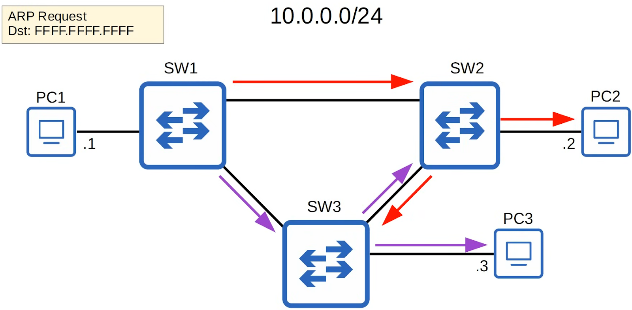 ARP Request
Dst: FFFF.FFFF.FFFF
10.0.0.0/24
SW1
SW2
PC1
PC2
.1
.2
SW3
PC3
.3